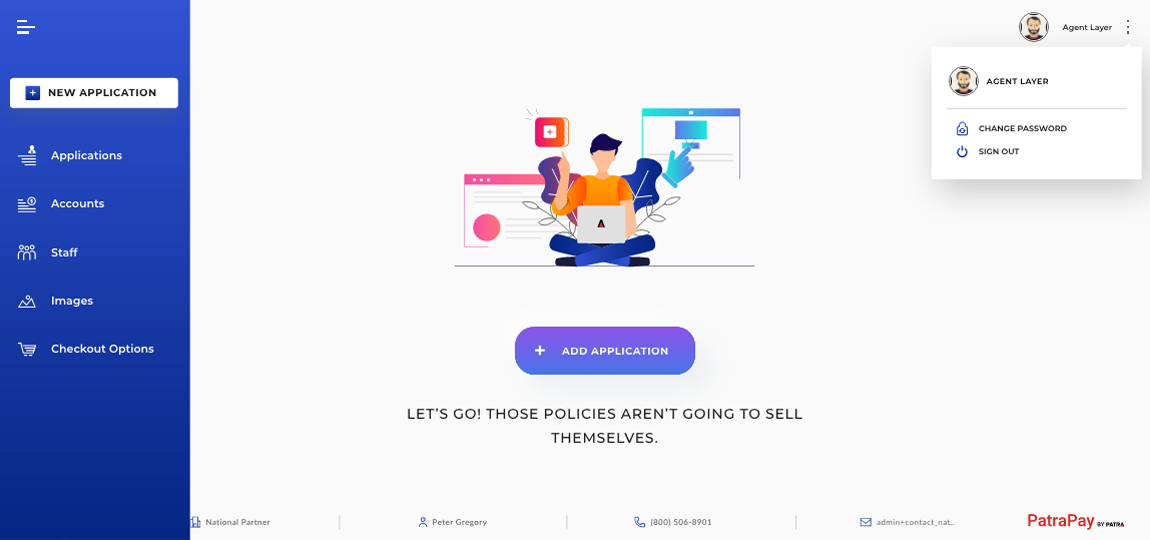 Agent Layer
AGENT LAYER
CHANGE PASSWORD
SIGN OUT
NEW APPLICATION
Applications
Accounts
Staff
Images
Checkout Options
ADD APPLICATION
LET'S GO! THOSE POLICIES AREN'T GOING TO SELL
THEMSELVES.
National Partner
Peter Gregory
(800) 506-8901
admin+contact_nat...
PatraPay BY PATRA